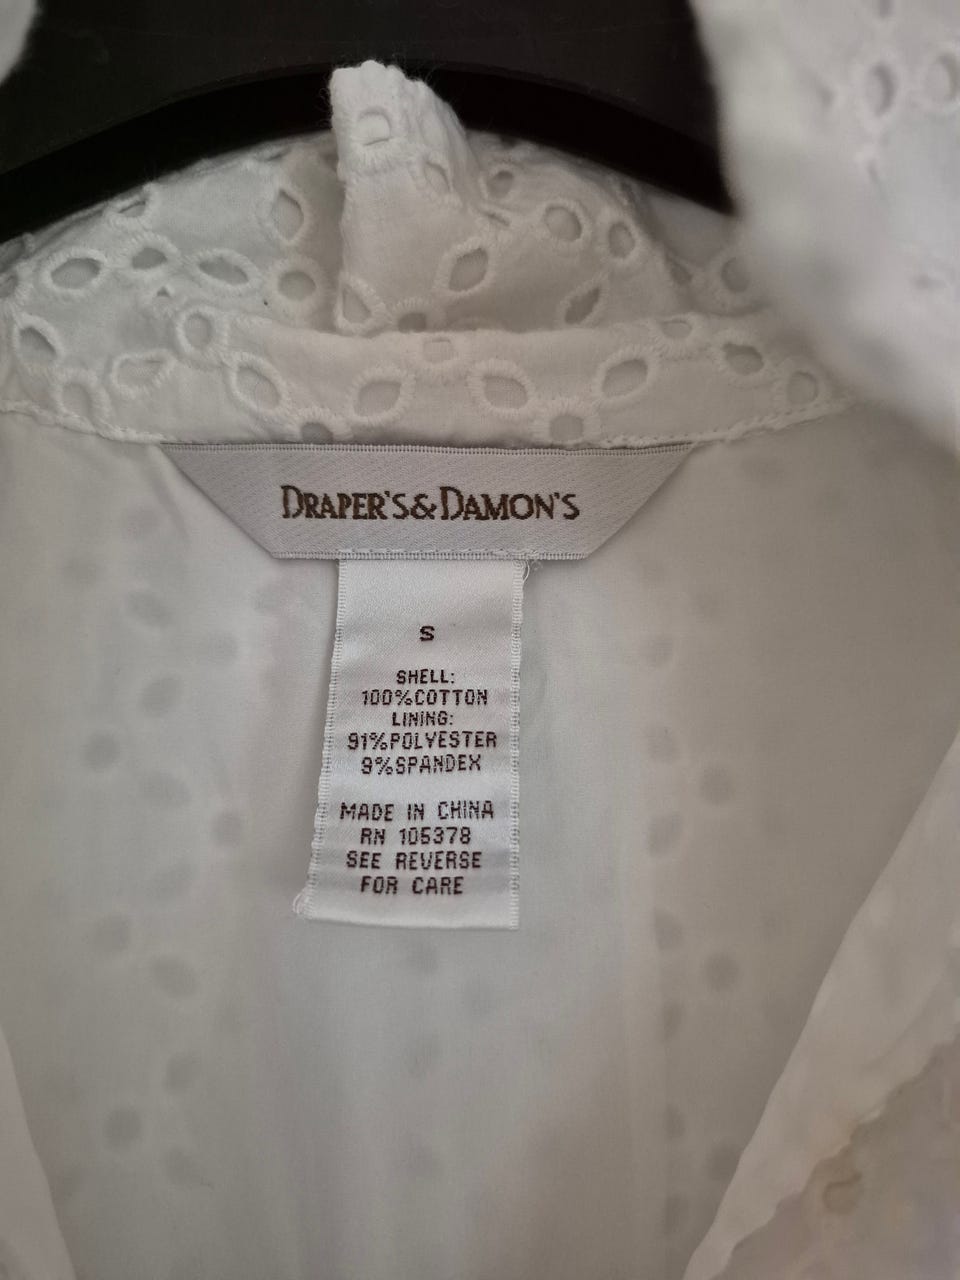 DRAPER'S&DAMON'S
S
SHELL:
100%COTTON
LINING:
91%POLYESTER
9%SPANDEX
MADE IN CHINA
RN 105378
SEE REVERSE
FOR CARE